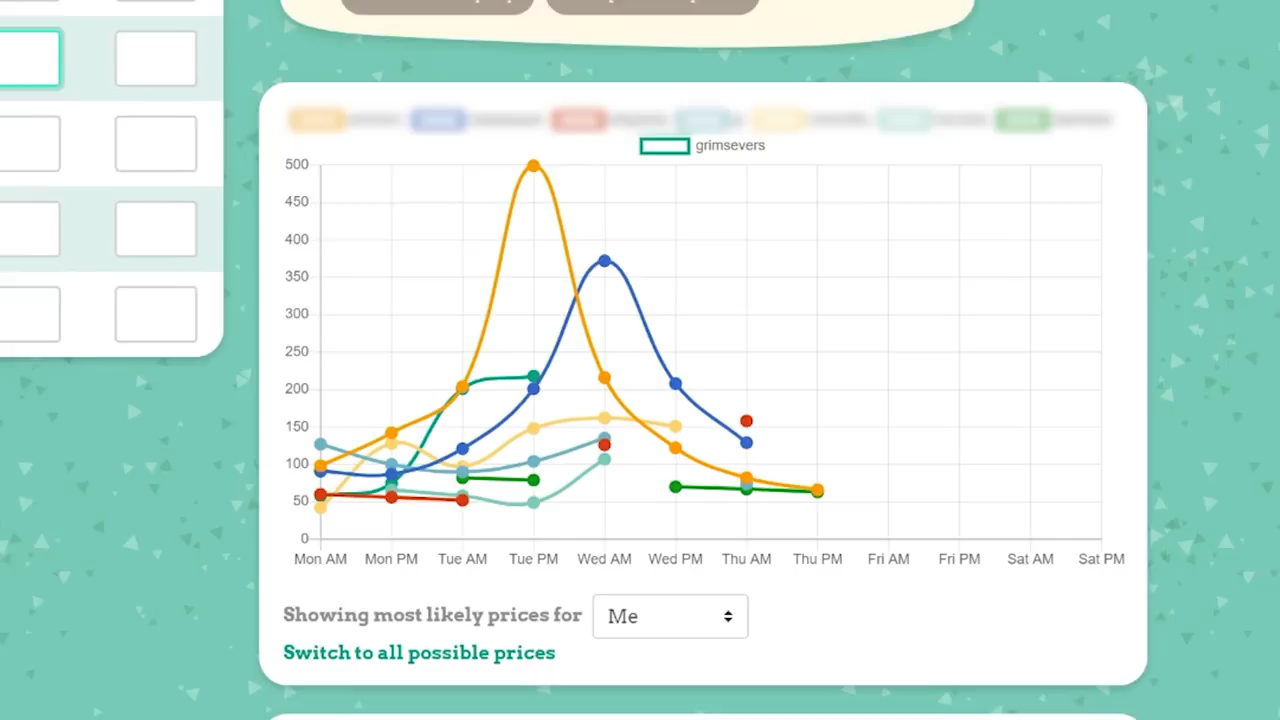 grimsevers
500
450
400
350
300
250
200
150
100
50
0
Mon AM Mon PM Tue AM Tue PM Wed AM Wed PM Thu AM Thu PM Fri AM Fri PM Sat AM Sat PM
Showing most likely prices for Me
Switch to all possible prices